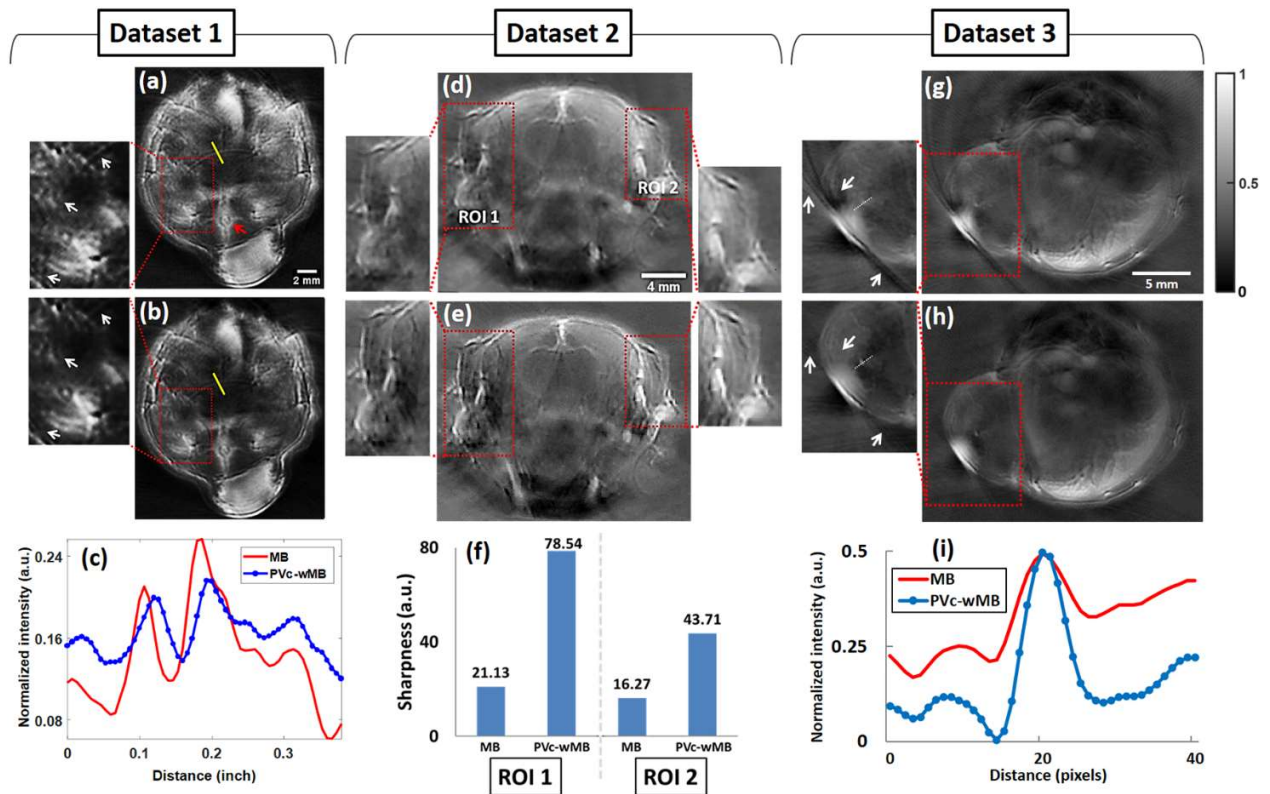 Dataset 1
Dataset 2
Dataset 3
(a)
2 mm
(b)
(d)
ROI 1
ROI 2
4 mm
(e)
(g)
5 mm
(h)
1
0.5
0
(c)
MB
PVc-wMB
Normalized intensity (a.u.)
0.24
0.16
0.08
0
0.1
0.2
0.3
Distance (inch)
(f)
Sharpness (a.u.)
80
40
0
21.13
78.54
16.27
43.71
MB
PVc-wMB
MB
PVc-wMB
ROI 1
ROI 2
(i)
MB
PVc-wMB
Normalized intensity (a.u.)
0.5
0.25
0
0
20
40
Distance (pixels)